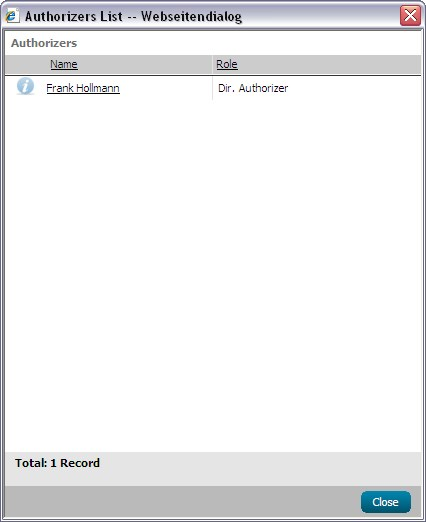 Authorizers List -- Webseitendialog
Authorizers
Name Role
Frank Hollmann Dir. Authorizer
Total: 1 Record
Close